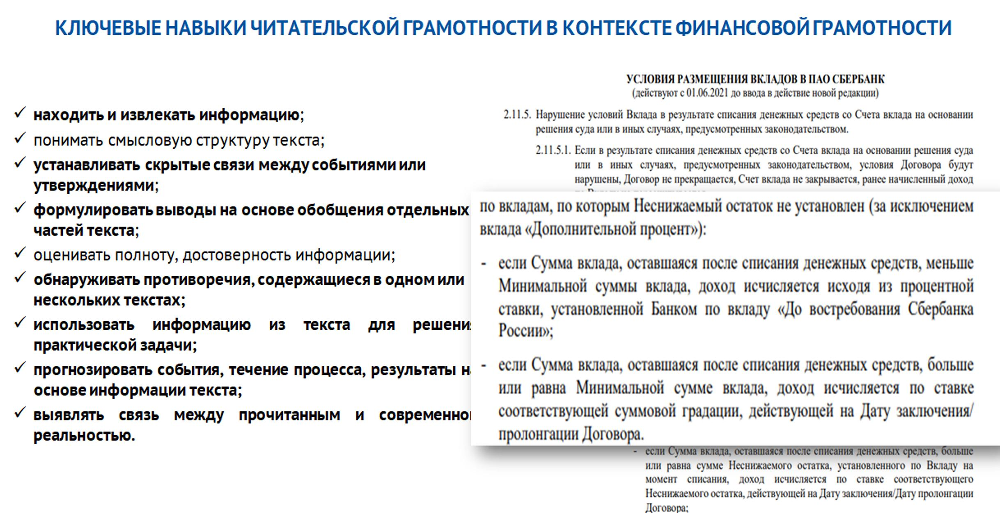 КЛЮЧЕВЫЕ НАВЫКИ ЧИТАТЕЛЬСКОЙ ГРАМОТНОСТИ В КОНТЕКСТЕ ФИНАНСОВОЙ ГРАМОТНОСТИ
✓ находить и извлекать информацию;
✓ понимать смысловую структуру текста;
✓ устанавливать скрытые связи между событиями или
утверждениями;
✓ формулировать выводы на основе обобщения отдельных
частей текста;
✓ оценивать полноту, достоверность информации;
✓ обнаруживать противоречия, содержащиеся в одном или
нескольких текстах;
✓ использовать информацию из текста для
практической задачи;
✓ прогнозировать события, течение процесса, результаты
основе информации текста;
✓ выявлять связь между прочитанным и
реальностью.
УСЛОВИЯ РАЗМЕЩЕНИЯ ВКЛАДОВ В ПАО СБЕРБАНК
(действуют с 01.06.2021 до ввода в действие новой редакции)
2.11.5. Нарушение условий Вклада в результате списания денежных средств со Счета вклада на основании
решения суда или в иных случаях, предусмотренных законодательством.
2.11.5.1. Если в результате списания денежных средств со Счета вклада на основании решения суда
или в иных случаях, предусмотренных законодательством, условия Договора будут
нарушены, Договор не прекращается, Счет вклада не закрывается, ранее начисленный доход
по вкладам, по которым Неснижаемый остаток не установлен (за исключением
вклада «Дополнительной процент»):
- если Сумма вклада, оставшаяся после списания денежных средств, меньше
Минимальной суммы вклада, доход исчисляется исходя из процентной
ставки, установленной Банком по вкладу «До востребования Сбербанка
России»;
- если Сумма вклада, оставшаяся после списания денежных средств, больше
или равна Минимальной сумме вклада, доход исчисляется по ставке
соответствующей суммовой градации, действующей на Дату заключения/
пролонгации Договора.
- если Сумма вклада, оставшаяся после списания денежных средств, больше
или равна сумме Неснижаемого остатка, установленного по Вкладу на
момент списания, доход исчисляется по ставке соответствующего
Неснижаемого остатка, действующей на Дату заключения/Дату пролонгации
Договора;